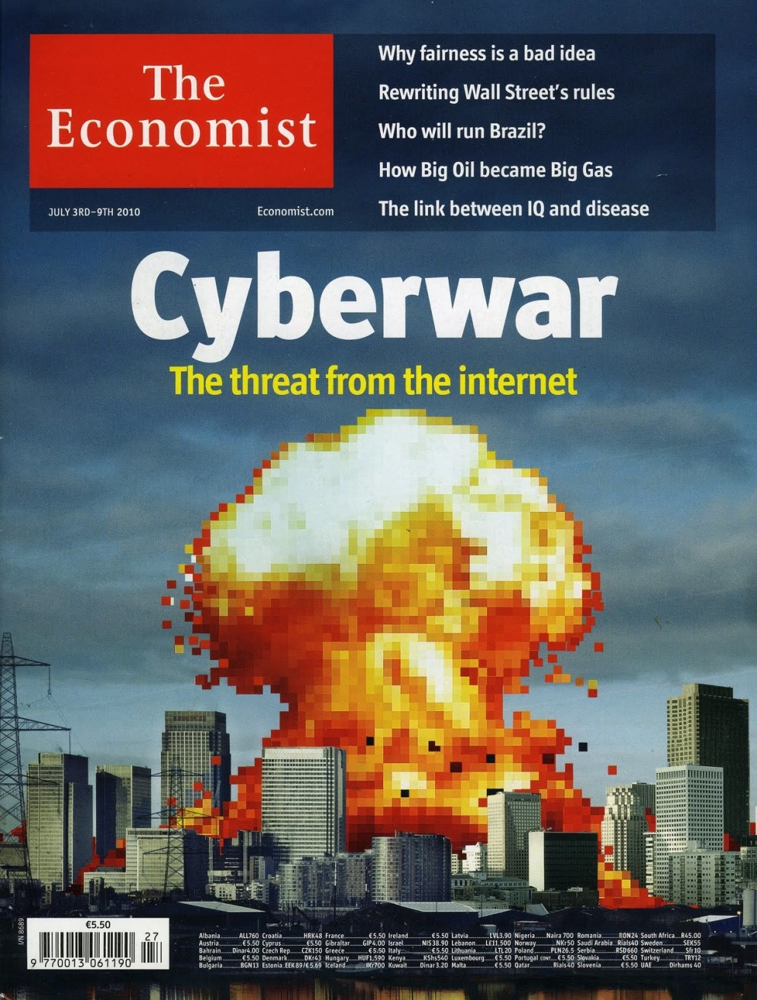 The
Economist
JULY 3RD–9TH 2010
Economist.com
Why fairness is a bad idea
Rewriting Wall Street's rules
Who will run Brazil?
How Big Oil became Big Gas
The link between IQ and disease
Cyberwar
The threat from the internet
€5.50
27
9 770013 061190
Albania ALL760 Croatia HRK48 France €5.50 Ireland €5.50 Latvia LVL3.90 Nigeria Naira 700 Romania RON24 South Africa R45.00
Austria €5.50 Cyprus €5.50 Gibraltar GIP4.00 Israel NIS38.90 Lebanon LE11,500 Norway NKr50 Saudi Arabia Rials40 Sweden SEK55
Bahrain Dinar4.00 Czech Rep CZK150 Greece €5.50 Italy €5.50 Lithuania LTL20 Poland PLN26.5 Serbia RSD660 Switzerland Sfr10
Belgium €5.50 Denmark DKr43 Hungary HUF1,590 Kenya KShs540 Luxembourg €5.50 Portugal cont €5.50 Slovakia €5.50 Turkey TRY12
Bulgaria BGN13 Estonia EEK89/€5.69 Iceland IKr700 Kuwait Dinar3.20 Malta €5.50 Qatar Rials40 Slovenia €5.50 UAE Dirhams 40